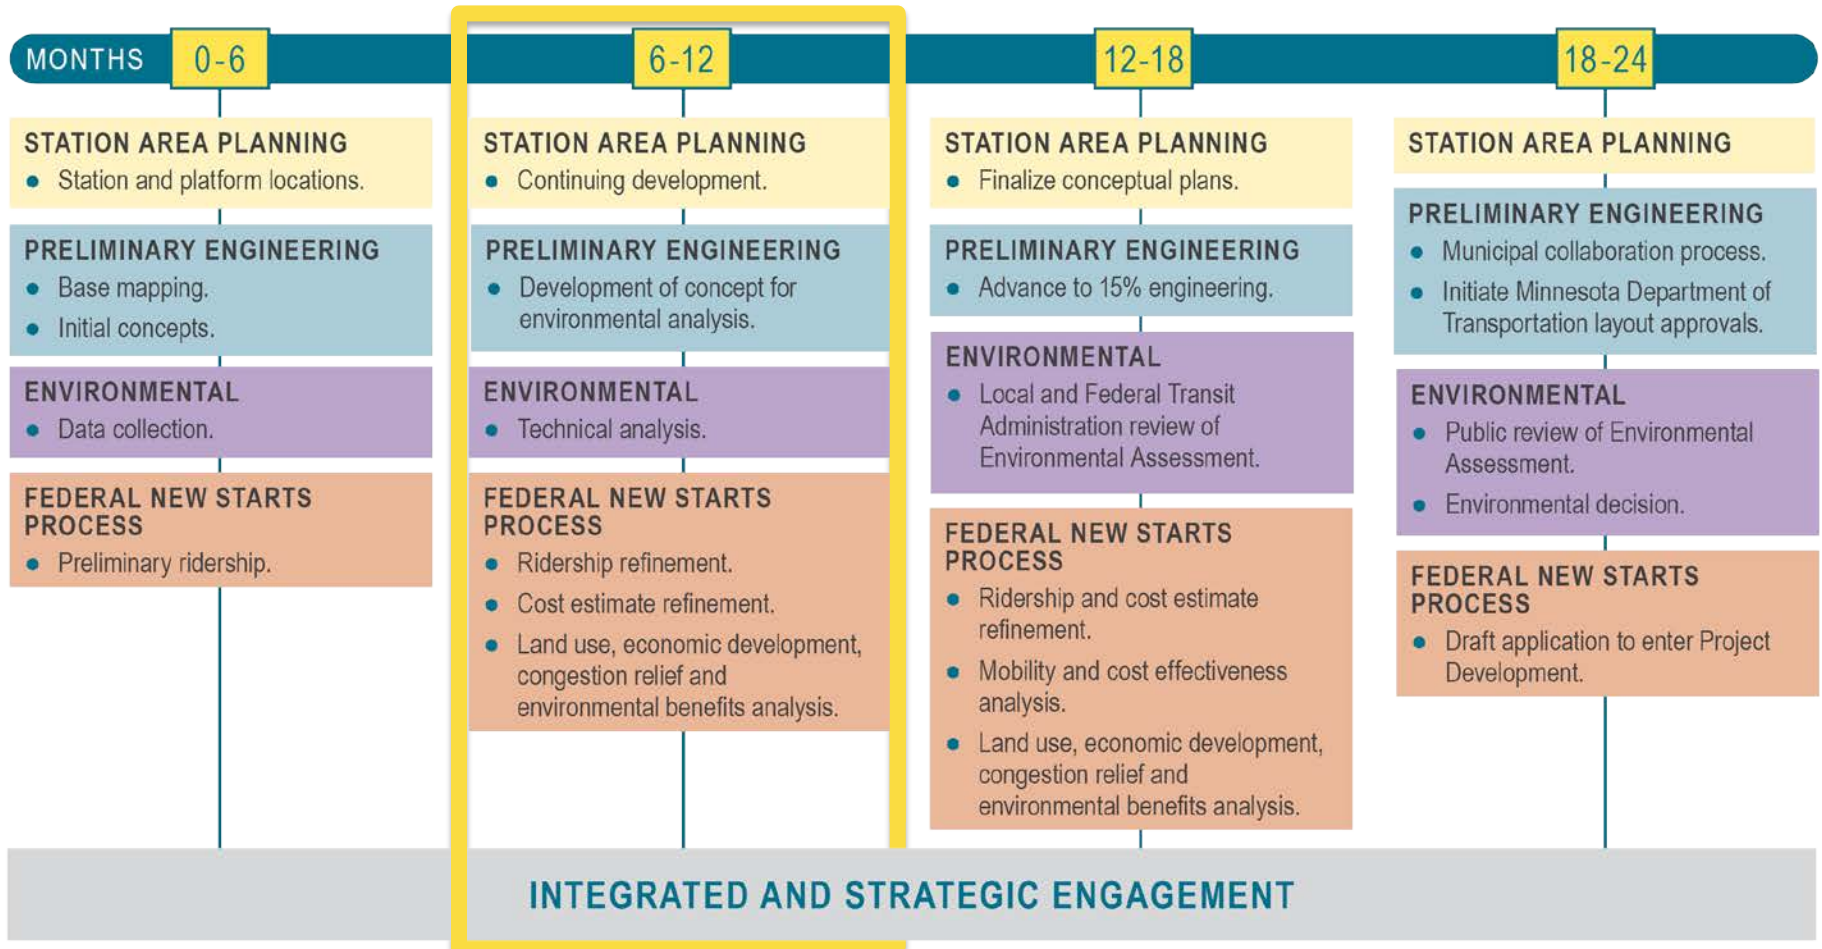 MONTHS
0-6
6-12
12-18
18-24
STATION AREA PLANNING
• Station and platform locations.
PRELIMINARY ENGINEERING
• Base mapping.
• Initial concepts.
ENVIRONMENTAL
• Data collection.
FEDERAL NEW STARTS
PROCESS
• Preliminary ridership.
STATION AREA PLANNING
• Continuing development.
PRELIMINARY ENGINEERING
• Development of concept for
environmental analysis.
ENVIRONMENTAL
• Technical analysis.
FEDERAL NEW STARTS
PROCESS
• Ridership refinement.
• Cost estimate refinement.
• Land use, economic development,
congestion relief and
environmental benefits analysis.
STATION AREA PLANNING
• Finalize conceptual plans.
PRELIMINARY ENGINEERING
• Advance to 15% engineering.
ENVIRONMENTAL
• Local and Federal Transit
Administration review of
Environmental Assessment.
FEDERAL NEW STARTS
PROCESS
• Ridership and cost estimate
refinement.
• Mobility and cost effectiveness
analysis.
• Land use, economic development,
congestion relief and
environmental benefits analysis.
STATION AREA PLANNING
PRELIMINARY ENGINEERING
• Municipal collaboration process.
• Initiate Minnesota Department of
Transportation layout approvals.
ENVIRONMENTAL
• Public review of Environmental
Assessment.
• Environmental decision.
FEDERAL NEW STARTS
PROCESS
• Draft application to enter Project
Development.
INTEGRATED AND STRATEGIC ENGAGEMENT